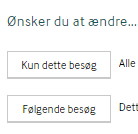 Ønsker du at ændre...
Kun dette besøg Alle
Følgende besøg Dett